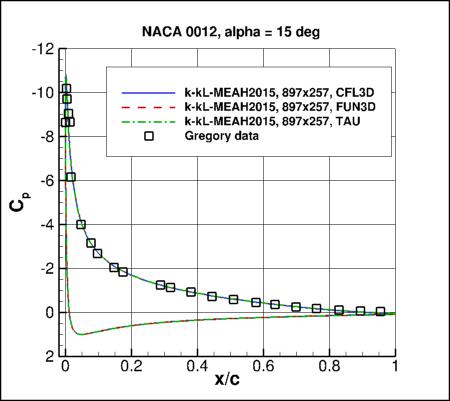 NACA 0012, alpha = 15 deg
-12
k-kL-MEAH2015, 897x257, CFL3D
k-kL-MEAH2015, 897x257, FUN3D
k-kL-MEAH2015, 897x257, TAU
Gregory data
-10
-8
-6
Cp
-4
-2
0
2
0 0.2 0.4 0.6 0.8 1
x/c